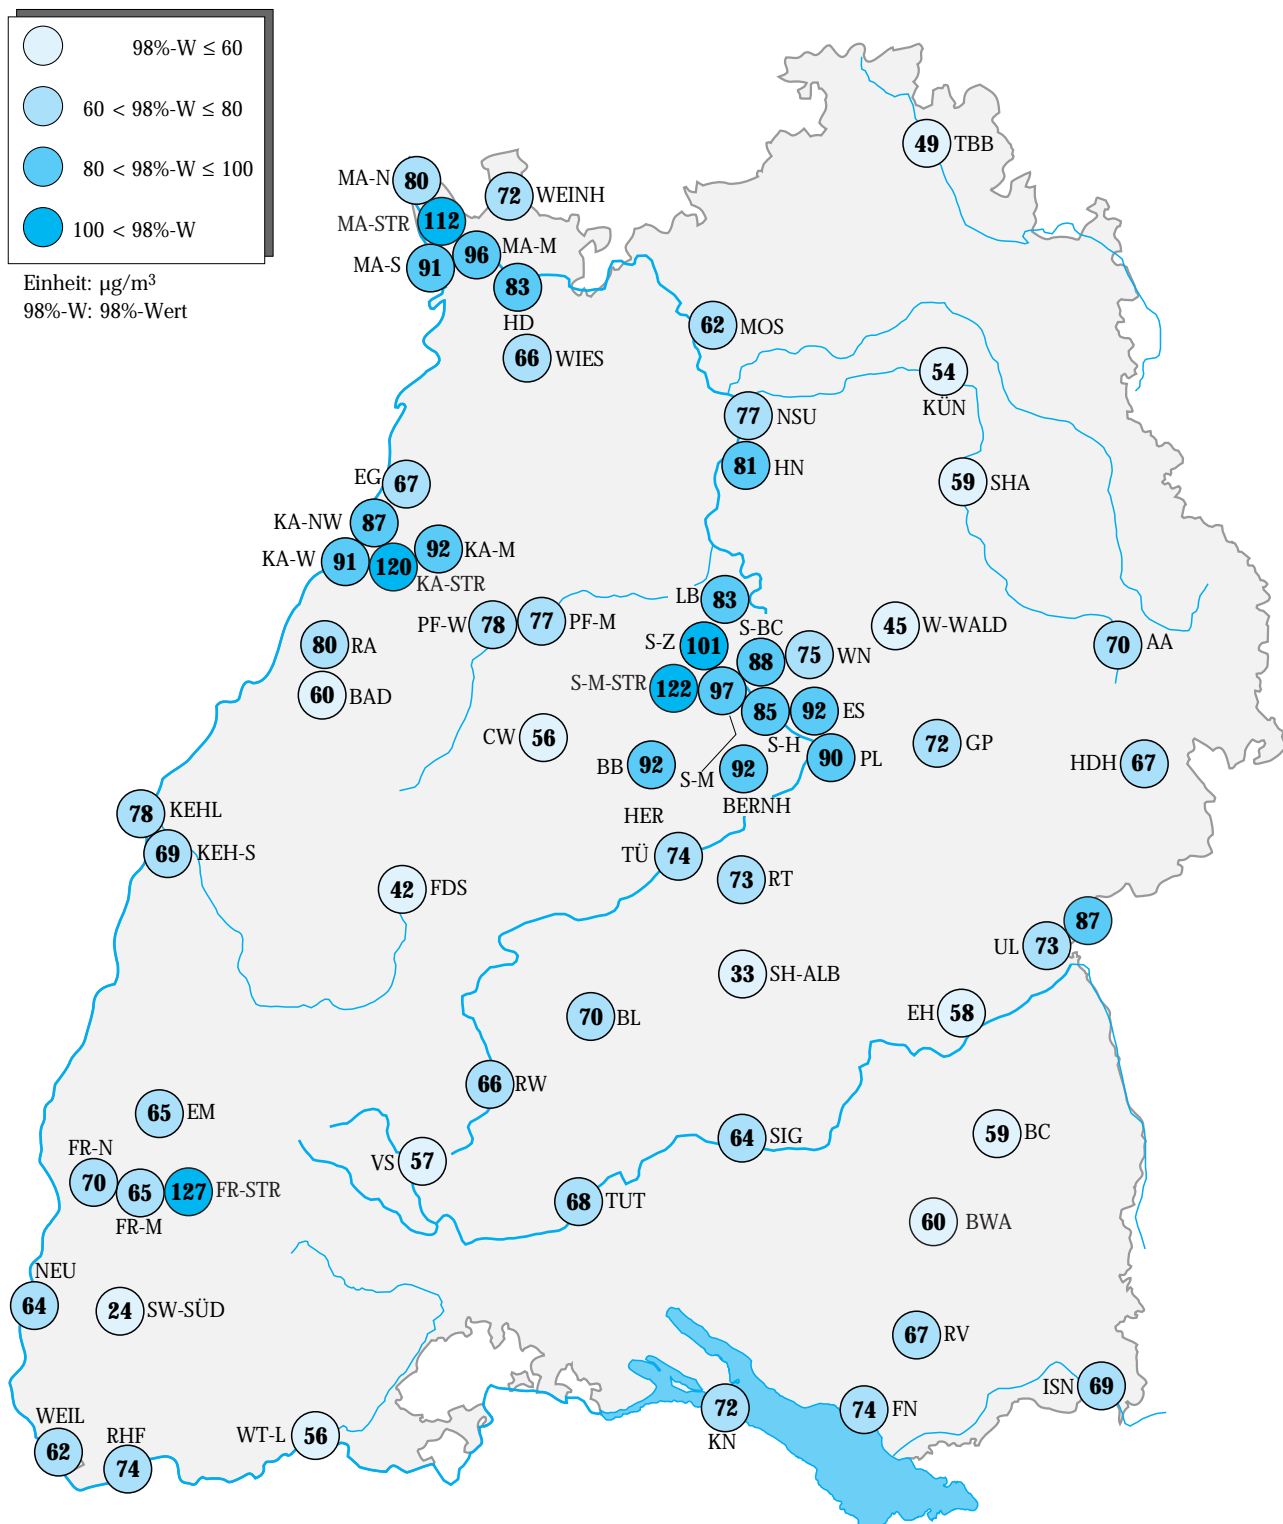 98%-W ≤ 60
60 < 98%-W ≤ 80
80 < 98%-W ≤ 100
100 < 98%-W
Einheit: µg/m³
98%-W: 98%-Wert
49 TBB
MA-N 80
72 WEINH
MA-STR 112
MA-M
96
MA-S 91
83
HD
62 MOS
66 WIES
54
KÜN
77 NSU
81 HN
EG 67
59 SHA
KA-NW 87
92 KA-M
KA-W 91
120
KA-STR
LB 83
PF-W 78
77 PF-M
45 W-WALD
S-BC
S-Z 101
88
75 WN
80 RA
70 AA
S-M-STR 122
97
60 BAD
85
92 ES
S-H
CW 56
72 GP
BB 92
S-M
92
BERNH
90 PL
HDH 67
78 KEHL
HER
69 KEH-S
TÜ 74
73 RT
42 FDS
87
UL 73
33 SH-ALB
EH 58
70 BL
66 RW
65 EM
64 SIG
59 BC
FR-N
70
65
FR-M
127 FR-STR
VS 57
68 TUT
60 BWA
NEU
64
24 SW-SÜD
67 RV
ISN 69
72
KN
74 FN
WEIL
62
RHF
74
WT-L 56